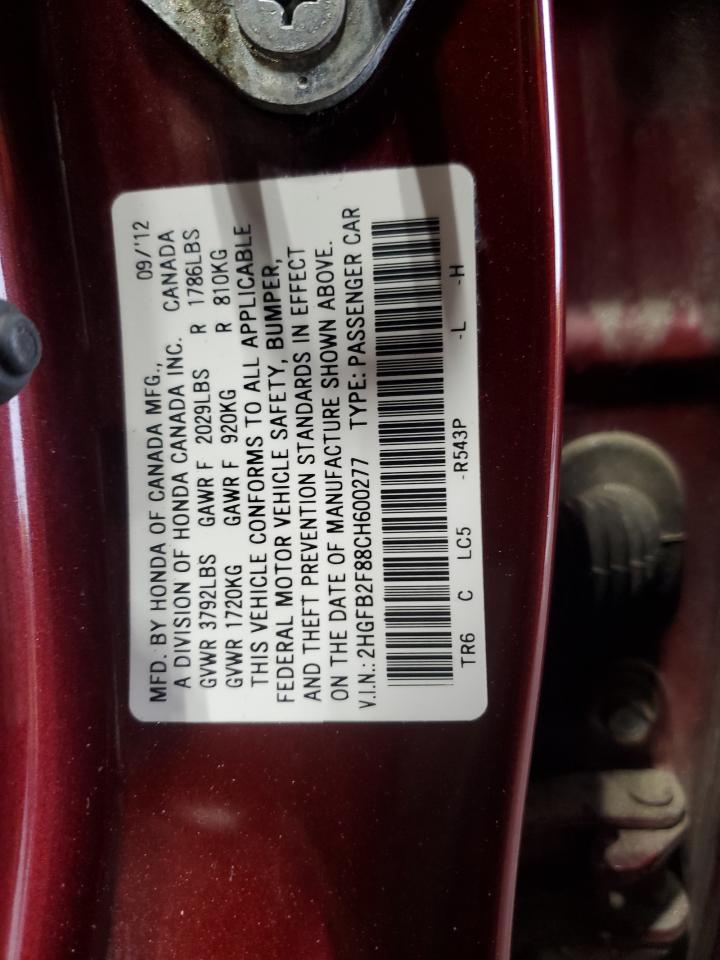 MFD. BY HONDA OF CANADA MFG., 09/'12
A DIVISION OF HONDA CANADA INC. CANADA
GVWR 3792LBS GAWR F 2029LBS R 1786LBS
GVWR 1720KG GAWR F 920KG R 810KG
THIS VEHICLE CONFORMS TO ALL APPLICABLE
FEDERAL MOTOR VEHICLE SAFETY, BUMPER,
AND THEFT PREVENTION STANDARDS IN EFFECT
ON THE DATE OF MANUFACTURE SHOWN ABOVE.
V.I.N.: 2HGFB2F88CH600277 TYPE: PASSENGER CAR
TR6 C LC5 -R543P -L -H